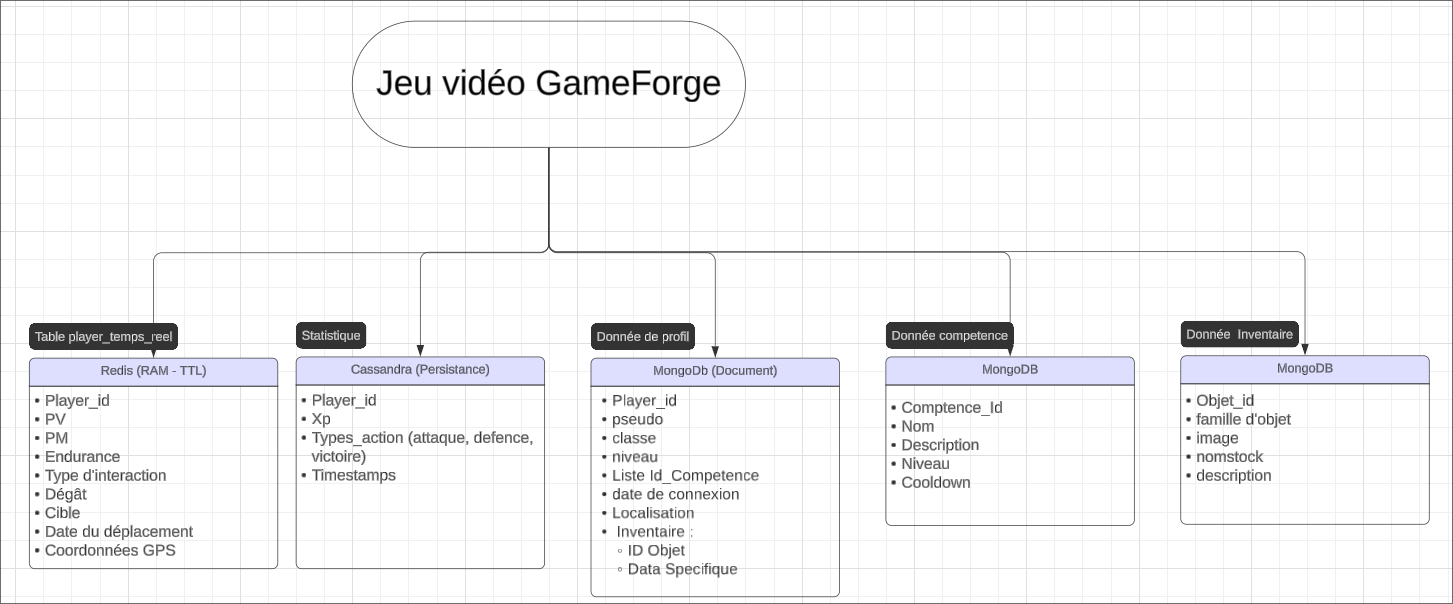 Jeu vidéo GameForge
Table player_temps_reel
Redis (RAM - TTL)
• Player_id
• PV
• PM
• Endurance
• Type d'interaction
• Dégât
• Cible
• Date du déplacement
• Coordonnées GPS
Statistique
Cassandra (Persistance)
• Player_id
• Xp
• Types_action (attaque, defence,
victoire)
• Timestamps
Donnée de profil
MongoDb (Document)
• Player_id
• pseudo
• classe
• niveau
• Liste Id_Competence
• date de connexion
• Localisation
• Inventaire :
◦ ID Objet
◦ Data Specifique
Donnée competence
MongoDB
• Comptence_Id
• Nom
• Description
• Niveau
• Cooldown
Donnée Inventaire
MongoDB
• Objet_id
• famille d'objet
• image
• nomstock
• description